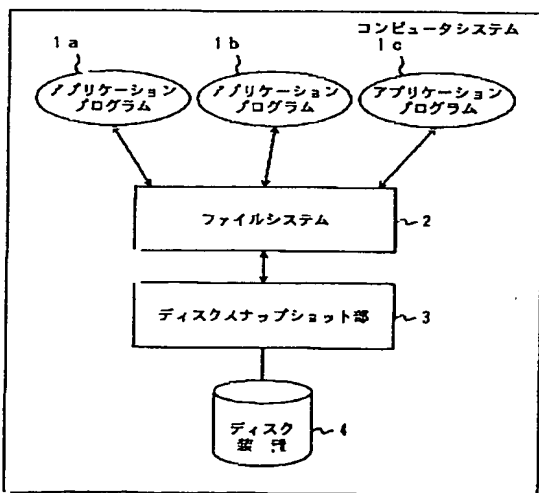 コンピュータシステム
1a
1b
1c
アプリケーション
プログラム
アプリケーション
プログラム
アプリケーション
プログラム
ファイルシステム
2
ディスクスナップショット部
3
ディスク
装置
4